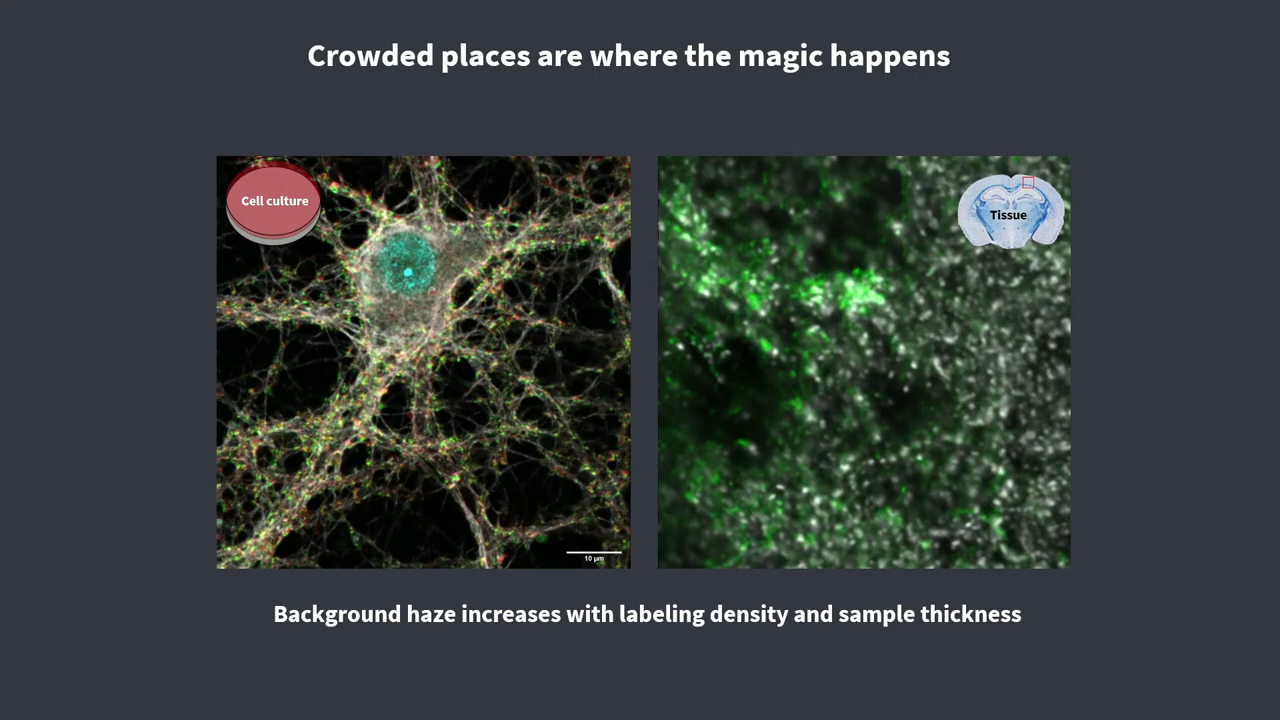 Crowded places are where the magic happens
Cell culture
Tissue
10 µm
Background haze increases with labeling density and sample thickness